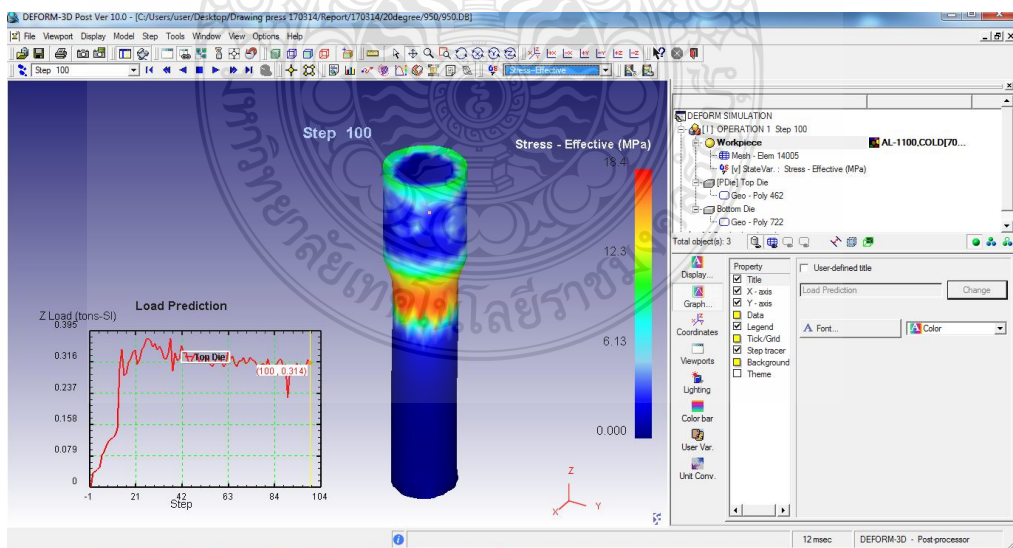 DEFORM-3D Post Ver 10.0 - [C:/Users/user/Desktop/Drawing press 170314/Report/170314/20degree/950/950.DB]
File Viewport Display Model Step Tools Window View Options Help
Step 100
Stress-Effective
Step 100
Stress - Effective (MPa)
18.4
12.3
6.13
0.000
Load Prediction
Z Load (tons-SI)
0.395
0.316
0.237
0.158
0.079
0
Top Die
(100 , 0.314)
-1 21 42 63 84 104
Step
Z
X Y
DEFORM SIMULATION
[1] OPERATION 1 Step 100
Workpiece AL-1100,COLD[70...
Mesh - Elem 14005
[v] StateVar. : Stress - Effective (MPa)
[PDie] Top Die
Geo - Poly 462
Bottom Die
Geo - Poly 722
Total object(s): 3
Display...
Graph...
Coordinates
Viewports
Lighting
Color bar
User Var.
Unit Conv.
Property
Title
X - axis
Y - axis
Data
Legend
Tick/Grid
Step tracer
Background
Theme
User-defined title
Load Prediction Change
Font... Color
12 msec DEFORM-3D - Post-processor